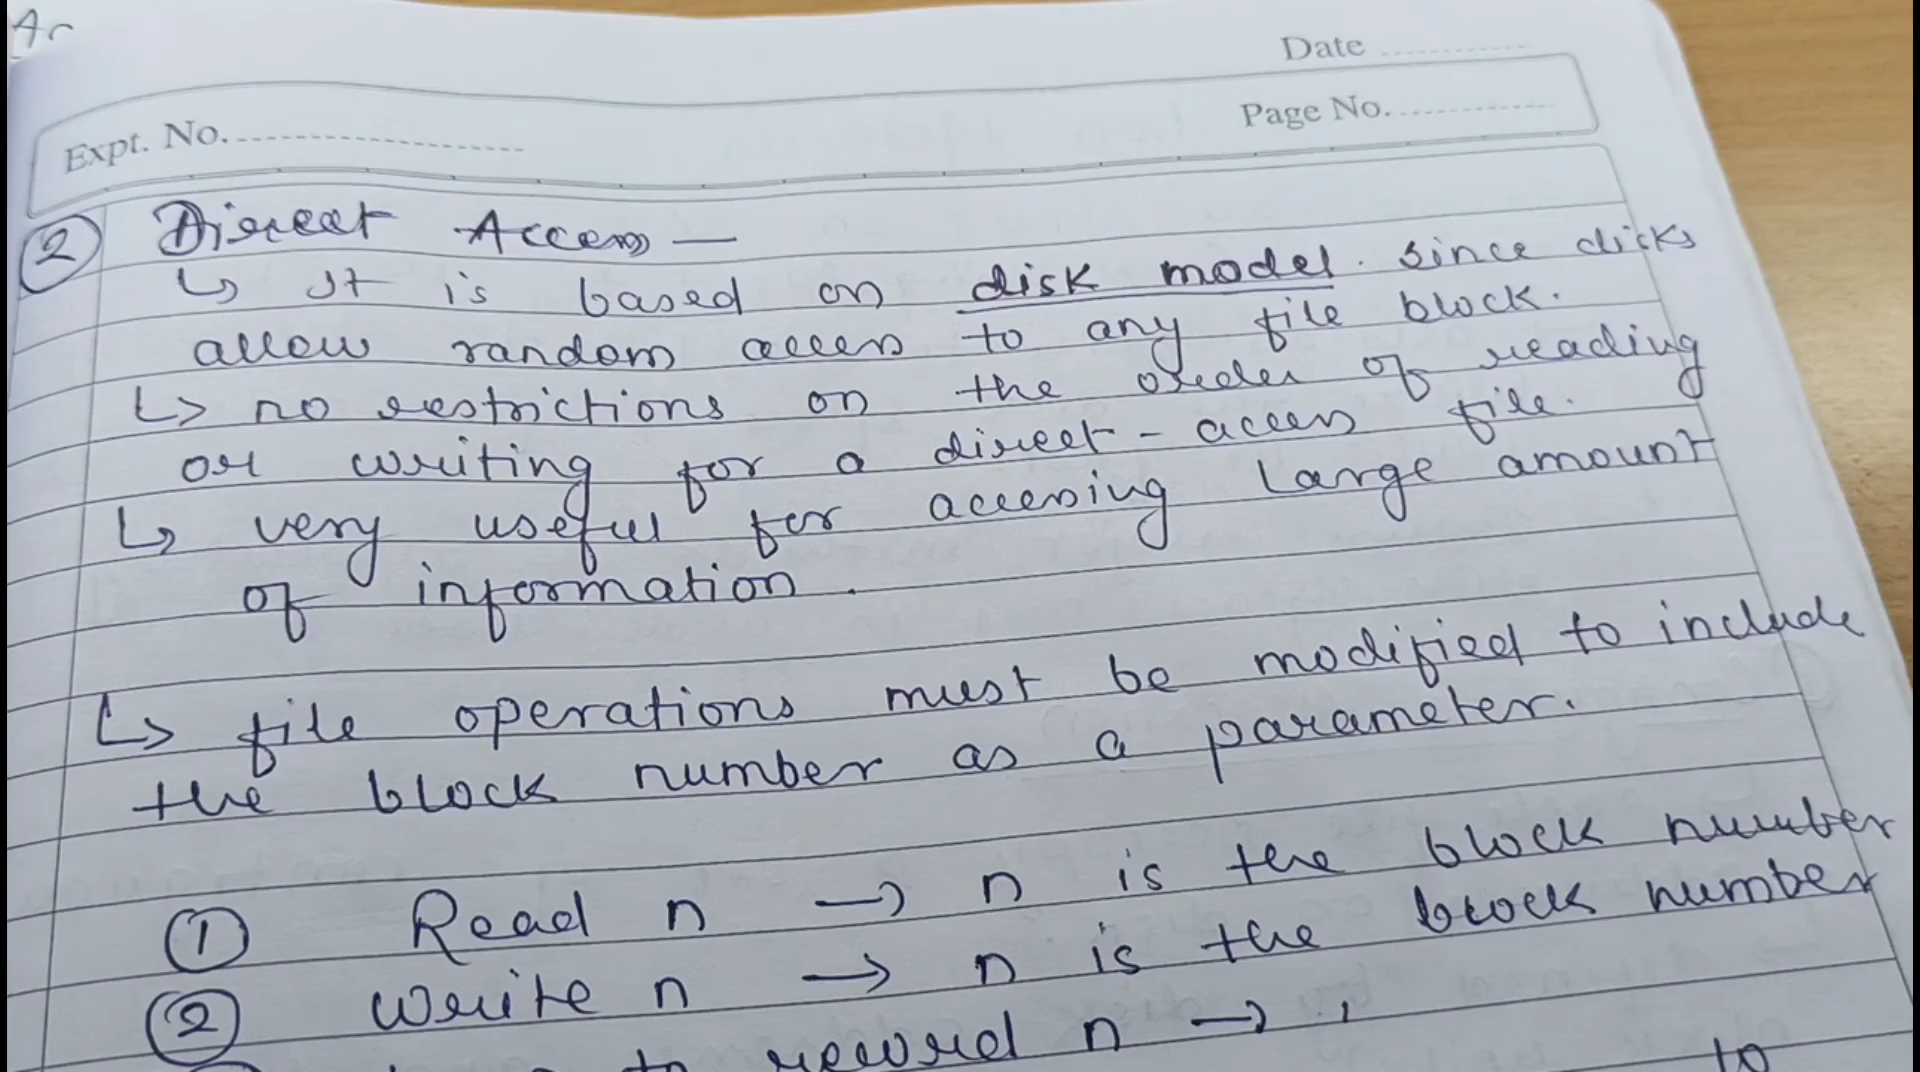 Date
Page No.
Expt. No.
② Direct Access —
↳ It is based on disk model. since disks
allow random access to any file block.
↳ no restrictions on the order of reading
or writing for a direct - access file.
↳ very useful for accessing Large amount
of information.
↳ file operations must be modified to include
the block number as a parameter.
① Read n → n is the block number
② write n → n is the block number
to record n →
to